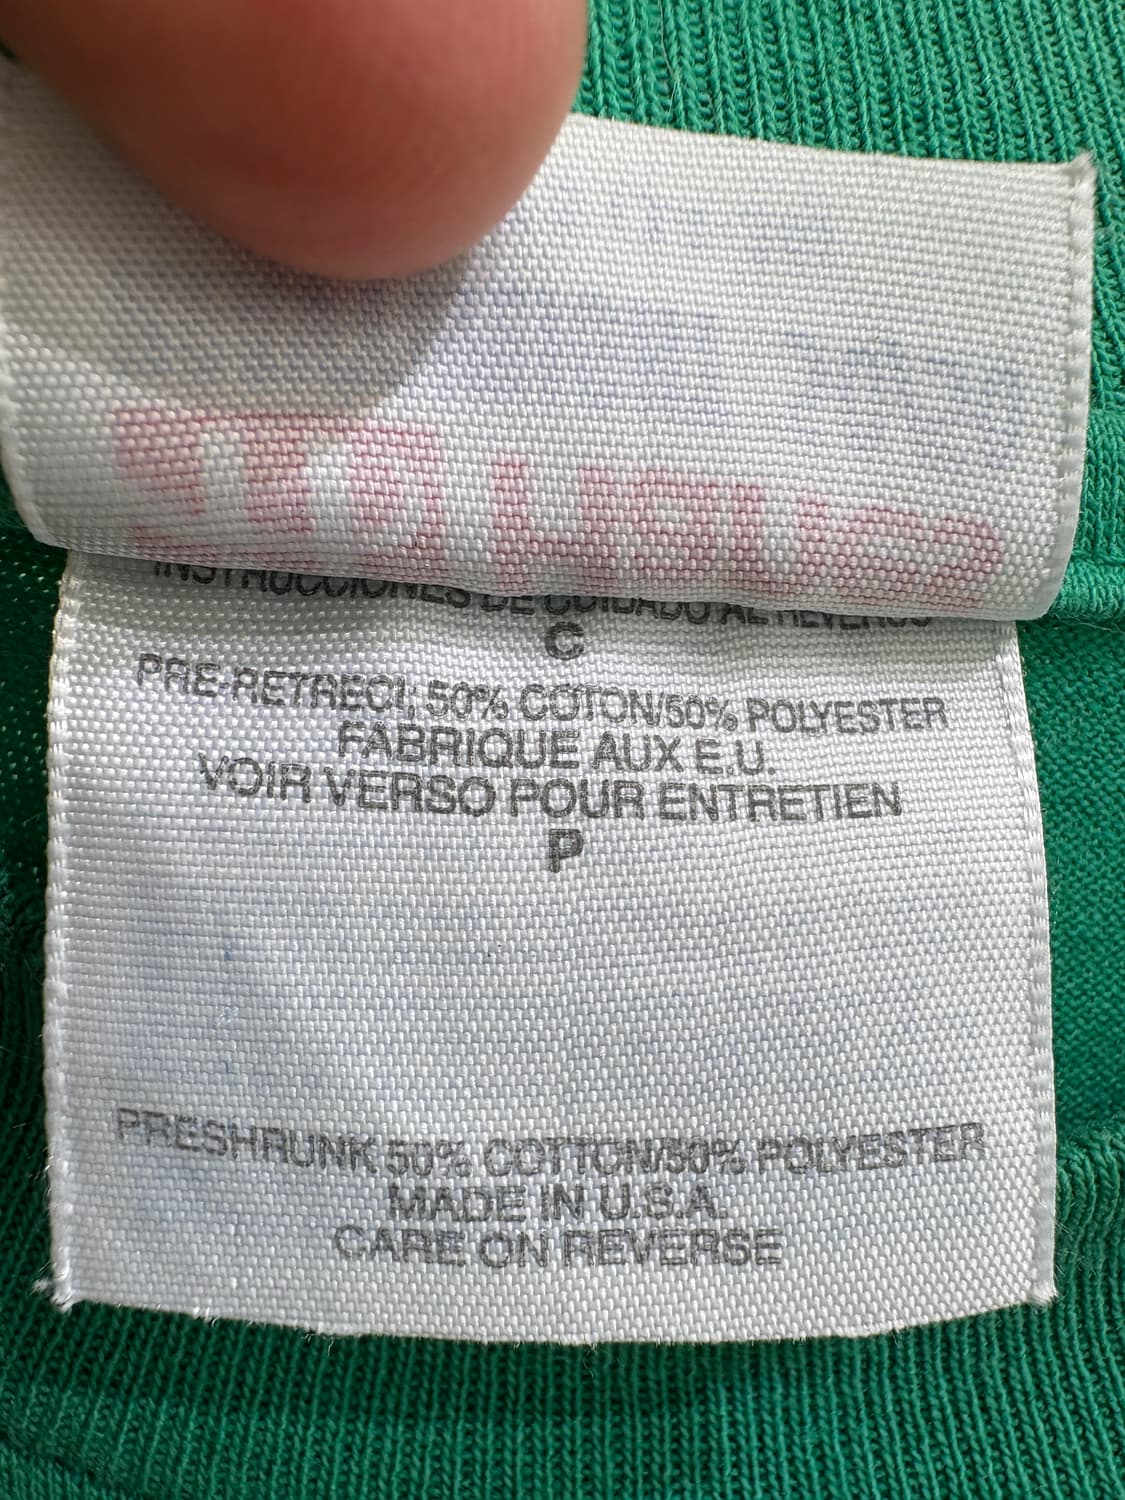 INSTRUCCIONES DE CUIDADO AL REVERSO
C
PRE-RETRECI; 50% COTON/50% POLYESTER
FABRIQUE AUX E.U.
VOIR VERSO POUR ENTRETIEN
P
PRESHRUNK 50% COTTON/50% POLYESTER
MADE IN U.S.A.
CARE ON REVERSE